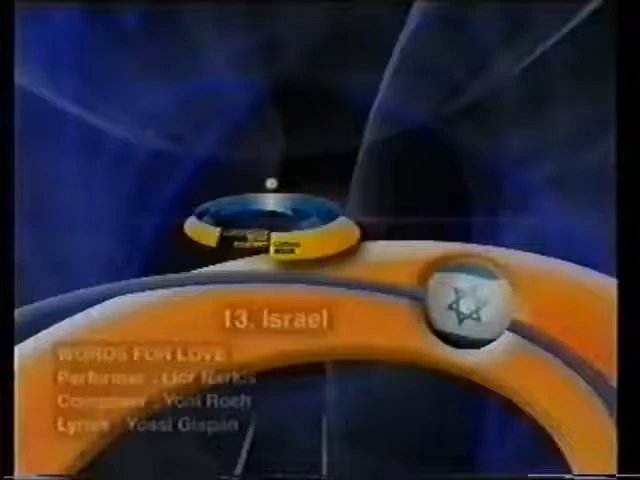 13. Israel
WORDS FOR LOVE
Performer : Lior Narkis
Composer : Yoni Roeh
Lyrics : Yossi Gispan